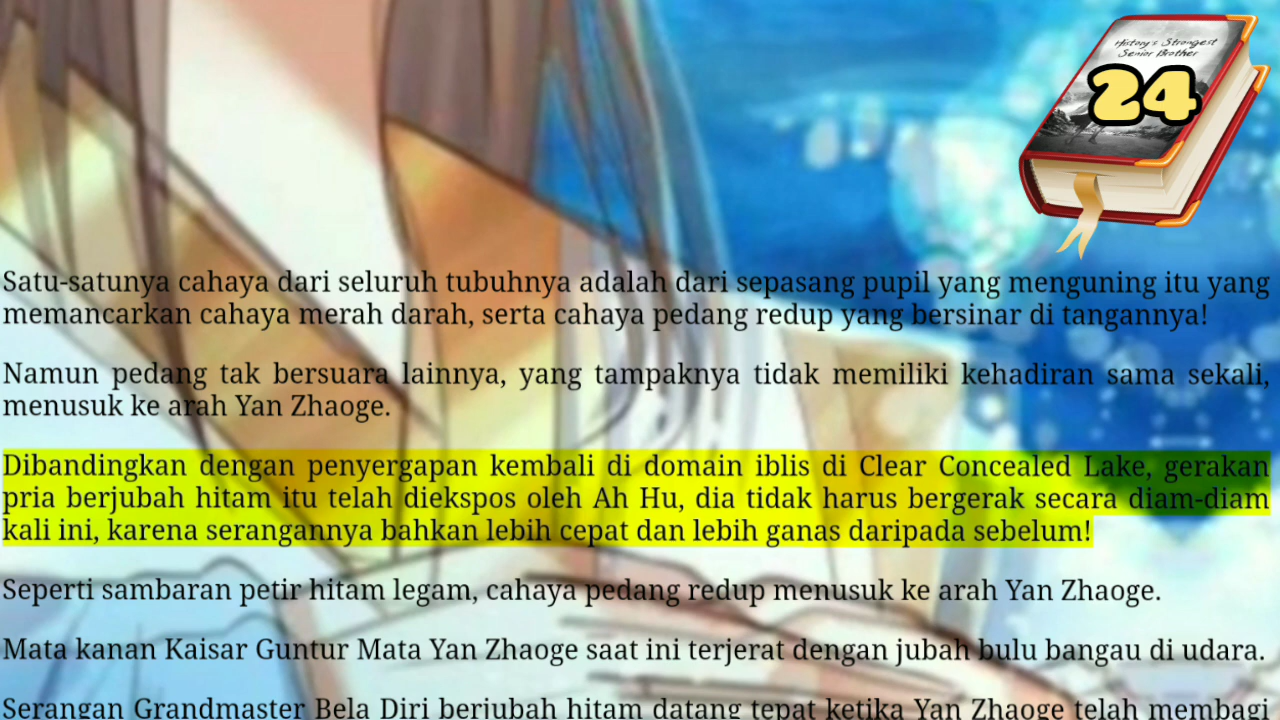 History's Strongest
Senior Brother
24
Satu-satunya cahaya dari seluruh tubuhnya adalah dari sepasang pupil yang menguning itu yang
memancarkan cahaya merah darah, serta cahaya pedang redup yang bersinar di tangannya!
Namun pedang tak bersuara lainnya, yang tampaknya tidak memiliki kehadiran sama sekali,
menusuk ke arah Yan Zhaoge.
Dibandingkan dengan penyergapan kembali di domain iblis di Clear Concealed Lake, gerakan
pria berjubah hitam itu telah diekspos oleh Ah Hu, dia tidak harus bergerak secara diam-diam
kali ini, karena serangannya bahkan lebih cepat dan lebih ganas daripada sebelum!
Seperti sambaran petir hitam legam, cahaya pedang redup menusuk ke arah Yan Zhaoge.
Mata kanan Kaisar Guntur Mata Yan Zhaoge saat ini terjerat dengan jubah bulu bangau di udara.
Serangan Grandmaster Bela Diri berjubah hitam datang tepat ketika Yan Zhaoge telah membagi